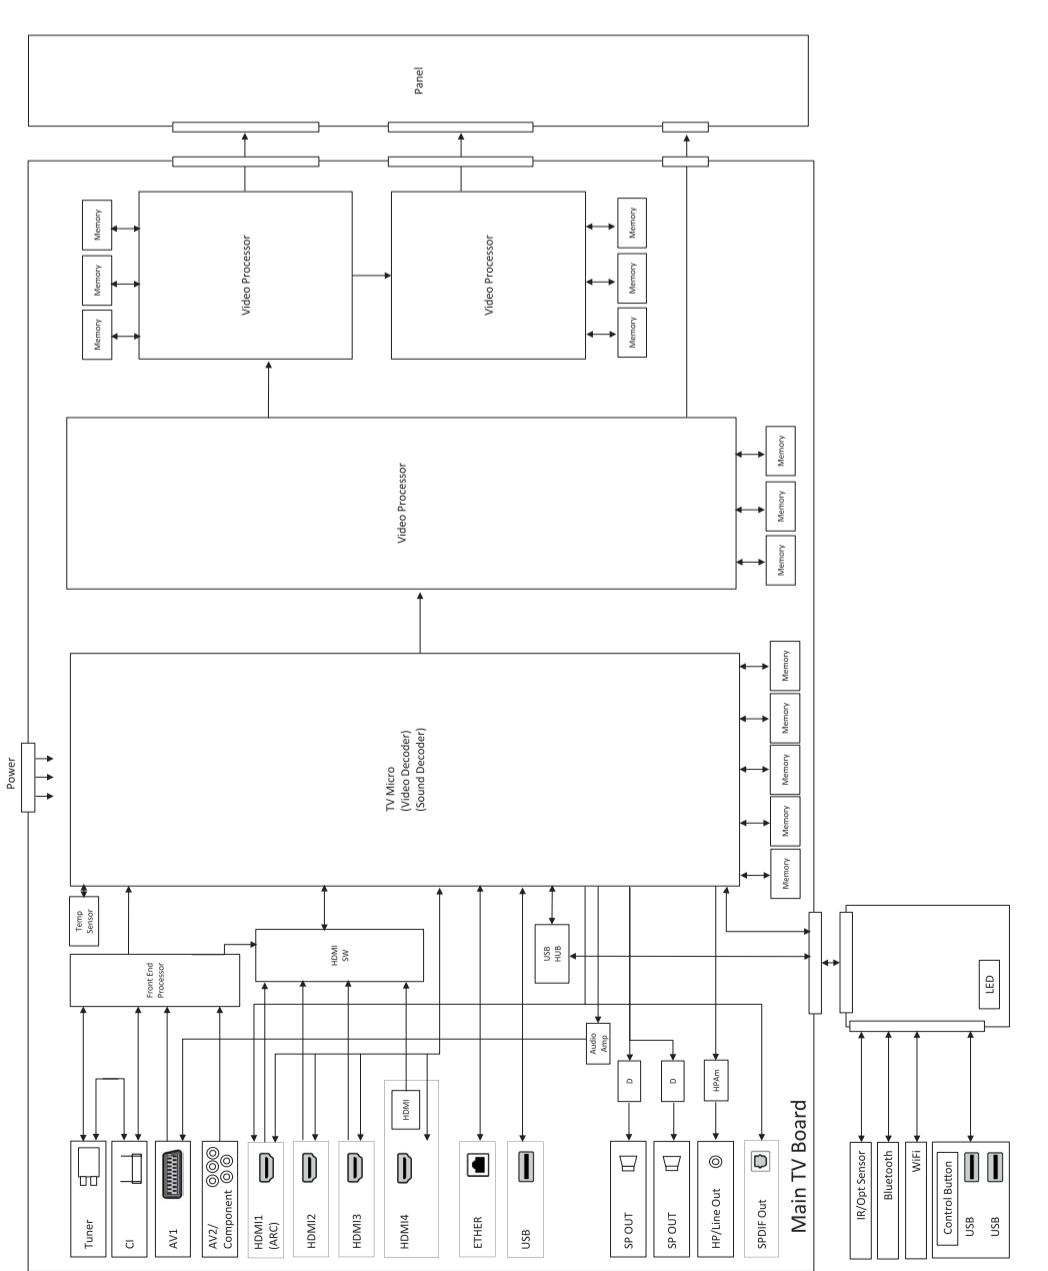 Panel
Memory
Memory
Memory
Video Processor
Video Processor
Memory
Memory
Memory
Video Processor
Memory
Memory
Memory
Power
TV Micro
(Video Decoder)
(Sound Decoder)
Memory
Memory
Memory
Memory
Memory
Temp
Sensor
Front End
Processor
HDMI
SW
USB
HUB
LED
Audio
Amp
D
D
HPAm
HDMI
Tuner
CI
AV1
AV2/
Component
HDMI1
(ARC)
HDMI2
HDMI3
HDMI4
ETHER
USB
SP OUT
SP OUT
HP/Line Out
SPDIF Out
Main TV Board
IR/Opt Sensor
Bluetooth
WiFi
Control Button
USB
USB